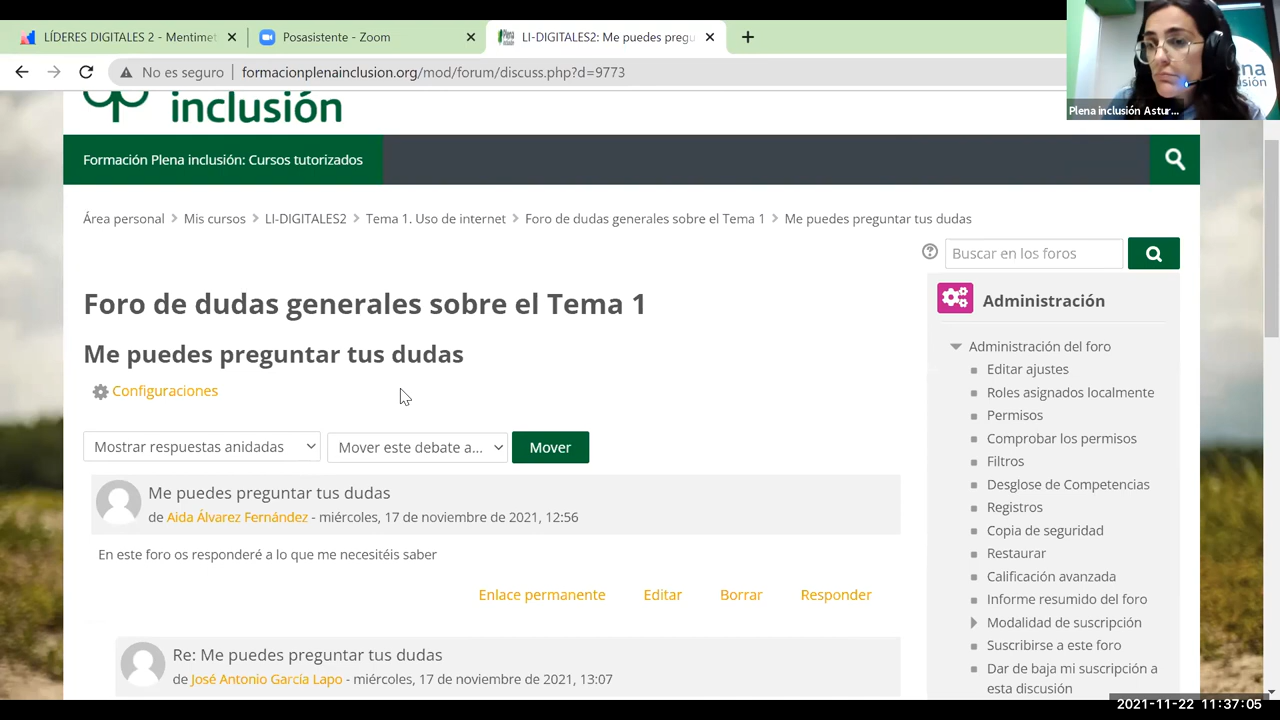 LÍDERES DIGITALES 2 - Mentimet
Posasistente - Zoom
LI-DIGITALES2: Me puedes pregu
No es seguro
formacionplenainclusion.org/mod/forum/discuss.php?d=9773
Plena inclusión Astur...
inclusión
Formación Plena inclusión: Cursos tutorizados
Área personal > Mis cursos > LI-DIGITALES2 > Tema 1. Uso de internet > Foro de dudas generales sobre el Tema 1 > Me puedes preguntar tus dudas
Buscar en los foros
Foro de dudas generales sobre el Tema 1
Me puedes preguntar tus dudas
Configuraciones
Mostrar respuestas anidadas
Mover este debate a...
Mover
Me puedes preguntar tus dudas
de Aida Álvarez Fernández - miércoles, 17 de noviembre de 2021, 12:56
En este foro os responderé a lo que me necesitéis saber
Enlace permanente
Editar
Borrar
Responder
Re: Me puedes preguntar tus dudas
de José Antonio García Lapo - miércoles, 17 de noviembre de 2021, 13:07
Administración
Administración del foro
Editar ajustes
Roles asignados localmente
Permisos
Comprobar los permisos
Filtros
Desglose de Competencias
Registros
Copia de seguridad
Restaurar
Calificación avanzada
Informe resumido del foro
Modalidad de suscripción
Suscribirse a este foro
Dar de baja mi suscripción a
esta discusión
2021-11-22 11:37:05